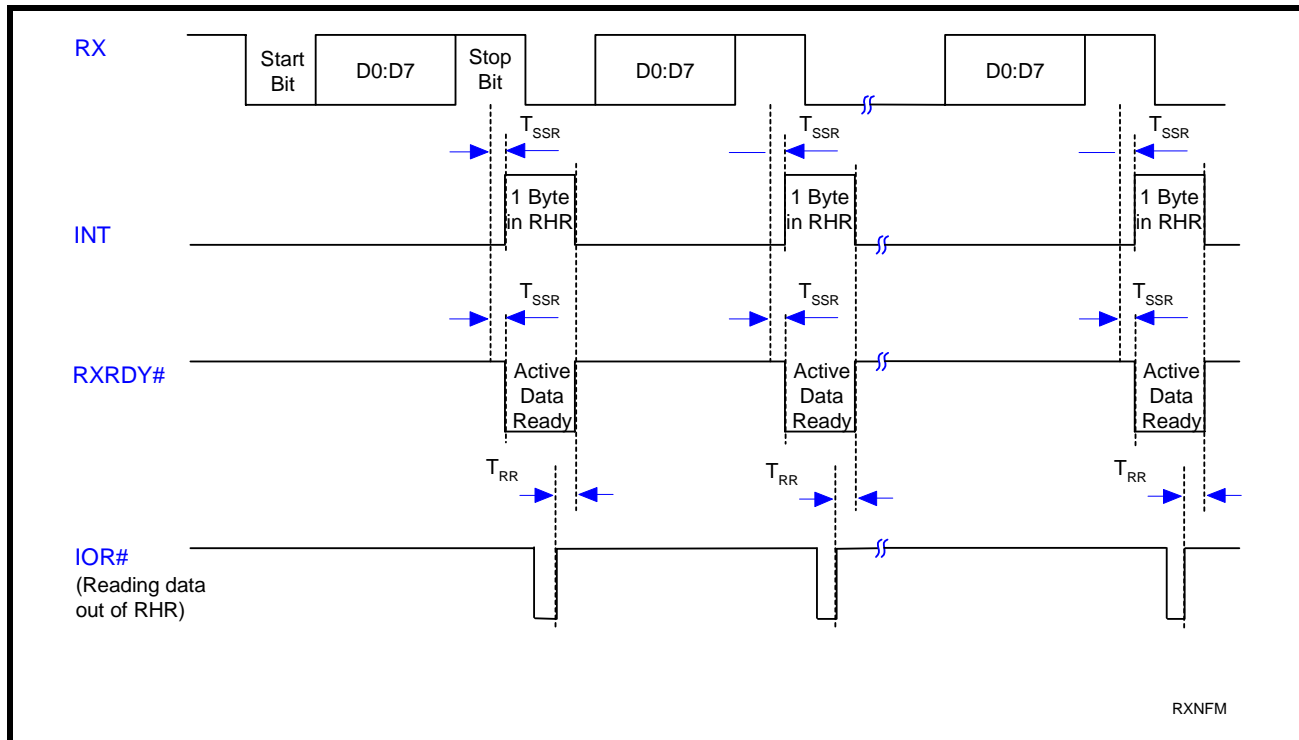 RX
Start
Bit
D0:D7
Stop
Bit
D0:D7
D0:D7
TSSR
TSSR
TSSR
INT
1 Byte
in RHR
1 Byte
in RHR
1 Byte
in RHR
TSSR
TSSR
TSSR
RXRDY#
Active
Data
Ready
Active
Data
Ready
Active
Data
Ready
TRR
TRR
TRR
IOR#
(Reading data
out of RHR)
RXNFM